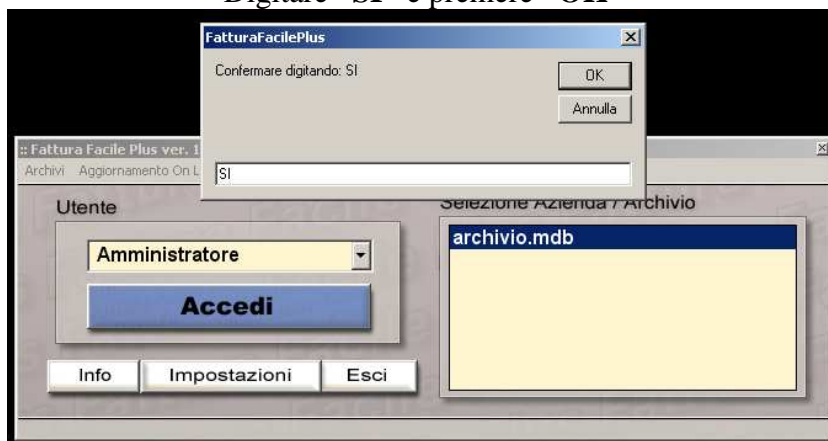 Digitare "SI" e premere "OK"
FatturaFacilePlus
Confermare digitando: SI
OK
Annulla
SI
:: Fattura Facile Plus ver. 1
Archivi Aggiornamento On L
Utente
Selezione Azienda / Archivio
Amministratore
archivio.mdb
Accedi
Info Impostazioni Esci